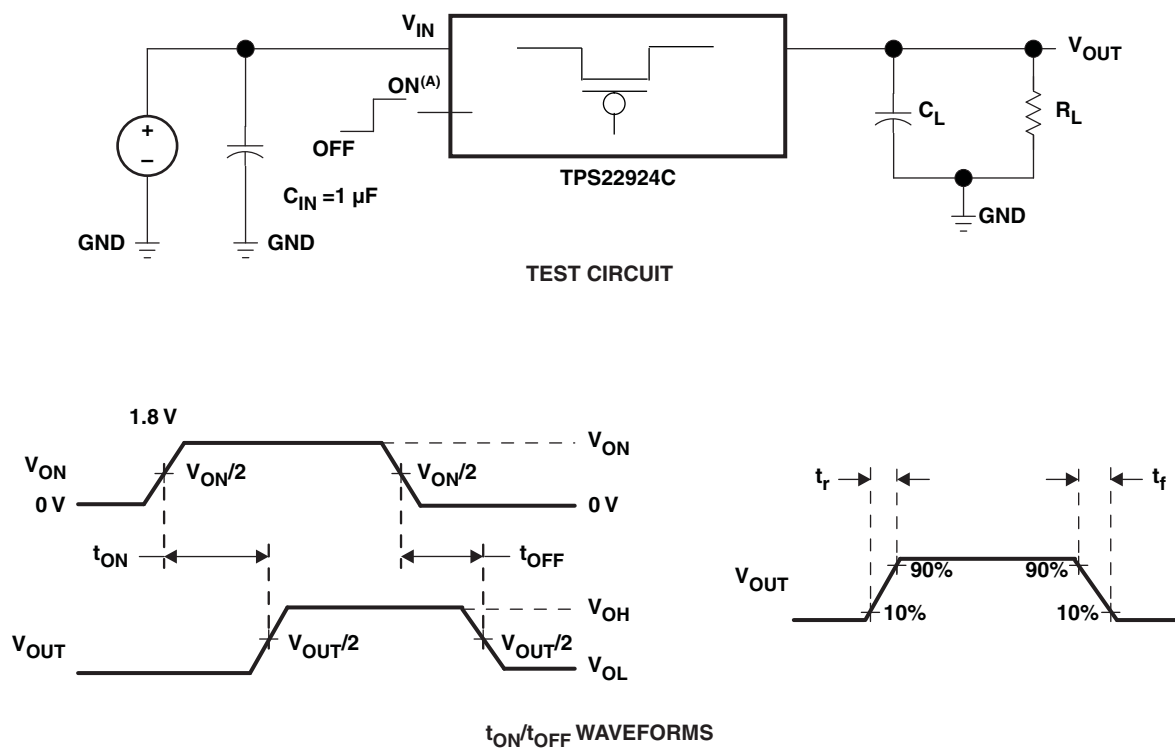 V_IN
ON(A)
OFF
+
–
C_IN =1 µF
GND
GND
TPS22924C
C_L
R_L
V_OUT
GND
TEST CIRCUIT
1.8 V
V_ON
0 V
V_ON/2
V_ON/2
V_ON
0 V
t_ON
t_OFF
V_OUT
V_OUT/2
V_OUT/2
V_OH
V_OL
t_r
t_f
V_OUT
90%
90%
10%
10%
t_ON/t_OFF WAVEFORMS